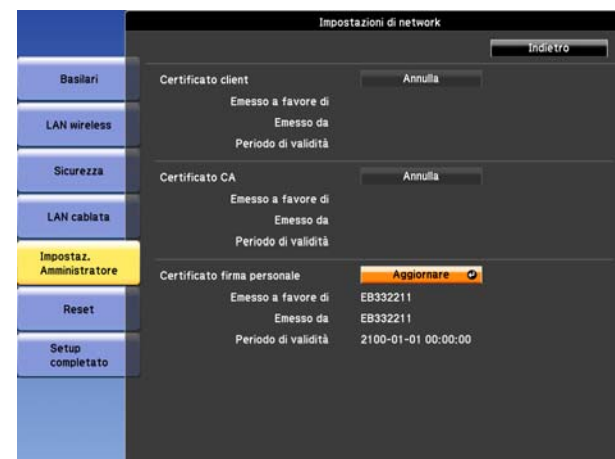 Impostazioni di network
Indietro
Basilari
LAN wireless
Sicurezza
LAN cablata
Impostaz.
Amministratore
Reset
Setup
completato
Certificato client Annulla
Emesso a favore di
Emesso da
Periodo di validità
Certificato CA Annulla
Emesso a favore di
Emesso da
Periodo di validità
Certificato firma personale Aggiornare
Emesso a favore di EB332211
Emesso da EB332211
Periodo di validità 2100-01-01 00:00:00